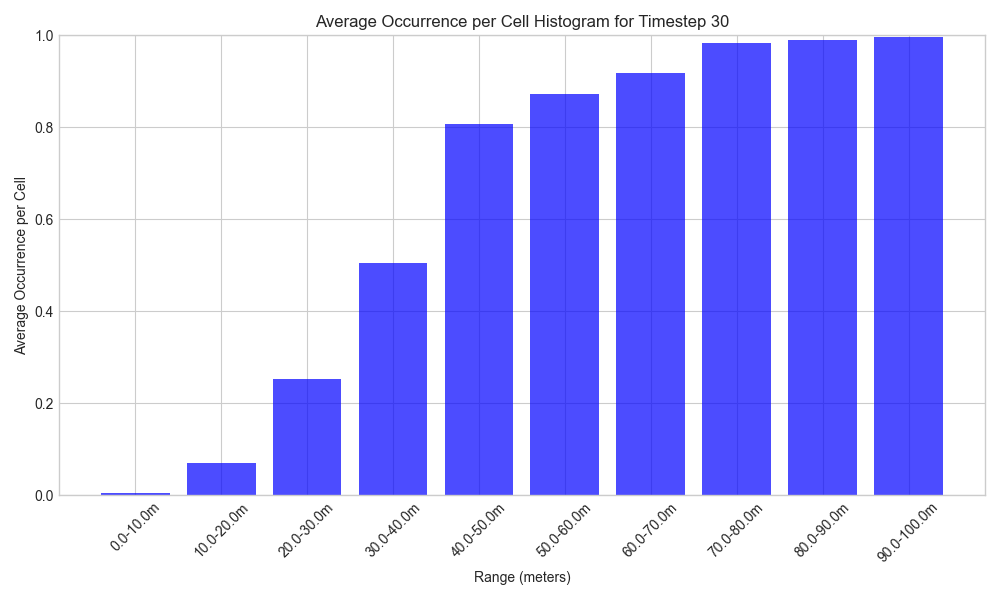 Average Occurrence per Cell Histogram for Timestep 30
1.0
0.8
0.6
0.4
0.2
0.0
Average Occurrence per Cell
0.0-10.0m
10.0-20.0m
20.0-30.0m
30.0-40.0m
40.0-50.0m
50.0-60.0m
60.0-70.0m
70.0-80.0m
80.0-90.0m
90.0-100.0m
Range (meters)